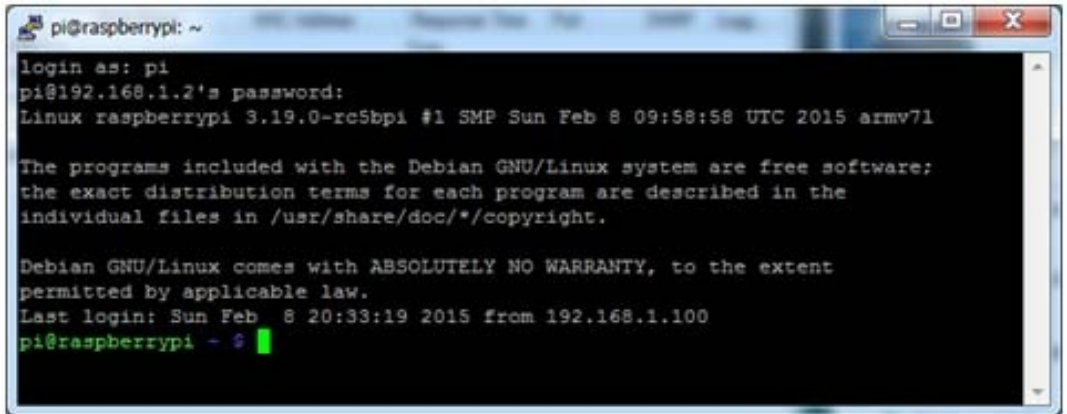 pi@raspberrypi: ~
login as: pi
pi@192.168.1.2's password:
Linux raspberrypi 3.19.0-rc5bpi #1 SMP Sun Feb 8 09:58:58 UTC 2015 armv7l
The programs included with the Debian GNU/Linux system are free software;
the exact distribution terms for each program are described in the
individual files in /usr/share/doc/*/copyright.
Debian GNU/Linux comes with ABSOLUTELY NO WARRANTY, to the extent
permitted by applicable law.
Last login: Sun Feb  8 20:33:19 2015 from 192.168.1.100
pi@raspberrypi ~ $